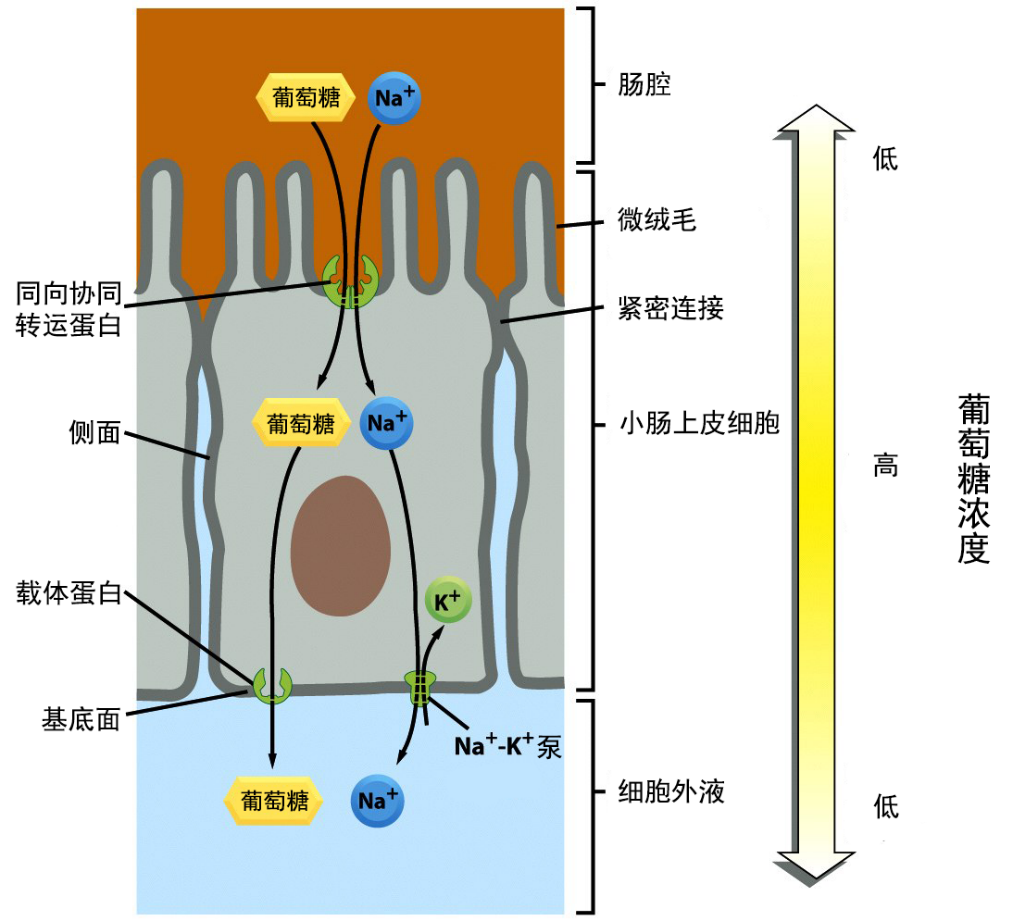 葡萄糖
Na+
肠腔
低
微绒毛
同向协同
转运蛋白
紧密连接
葡萄糖
Na+
小肠上皮细胞
侧面
高
葡萄糖浓度
载体蛋白
K+
基底面
Na+-K+泵
葡萄糖
Na+
细胞外液
低